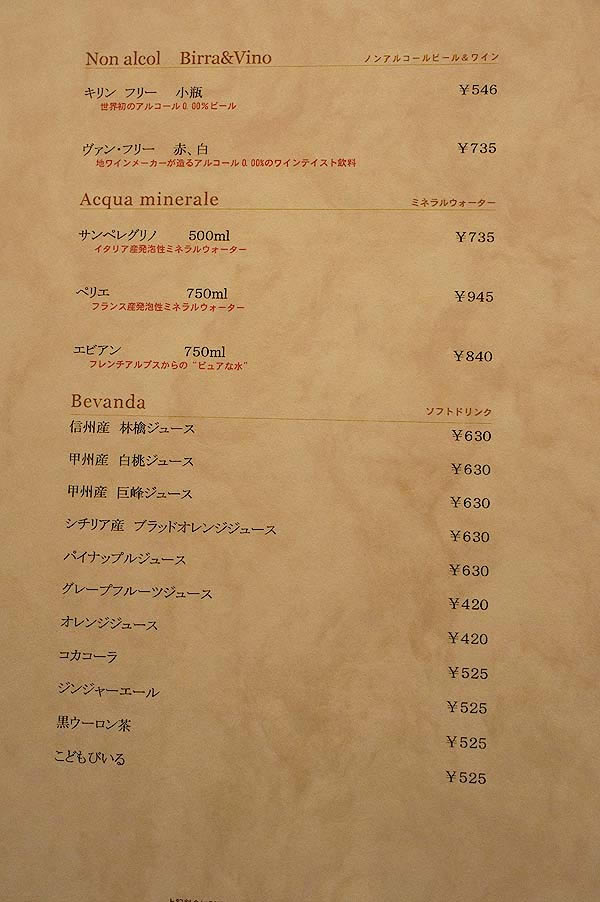 Non alcol Birra&Vino ノンアルコールビール＆ワイン
キリン フリー 小瓶 ￥546
世界初のアルコール0.00%ビール
ヴァン・フリー 赤、白 ￥735
地ワインメーカーが造るアルコール0.00%のワインテイスト飲料
Acqua minerale ミネラルウォーター
サンペレグリノ 500ml ￥735
イタリア産発泡性ミネラルウォーター
ペリエ 750ml ￥945
フランス産発泡性ミネラルウォーター
エビアン 750ml ￥840
フレンチアルプスからの“ピュアな水”
Bevanda ソフトドリンク
信州産 林檎ジュース ￥630
甲州産 白桃ジュース ￥630
甲州産 巨峰ジュース ￥630
シチリア産 ブラッドオレンジジュース ￥630
パイナップルジュース ￥630
グレープフルーツジュース ￥420
オレンジジュース ￥420
コカコーラ ￥525
ジンジャーエール ￥525
黒ウーロン茶 ￥525
こどもびいる ￥525